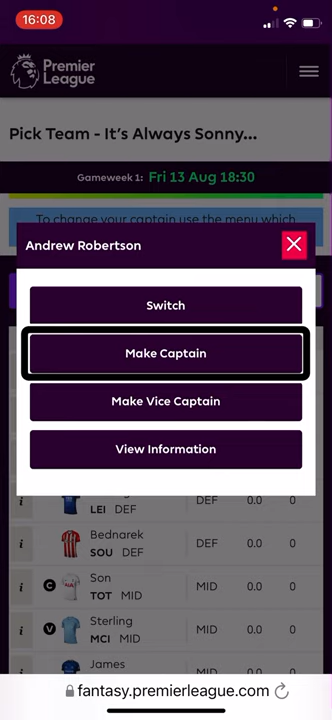 16:08
Premier
League
Pick Team - It's Always Sonny...
Gameweek 1: Fri 13 Aug 18:30
To change your captain use the menu which
Andrew Robertson
Switch
Make Captain
Make Vice Captain
View Information
LEI DEF DEF 0.0 0
Bednarek
SOU DEF DEF 0.0 0
Son
C TOT MID MID 0.0 0
Sterling
V MCI MID MID 0.0 0
James
fantasy.premierleague.com